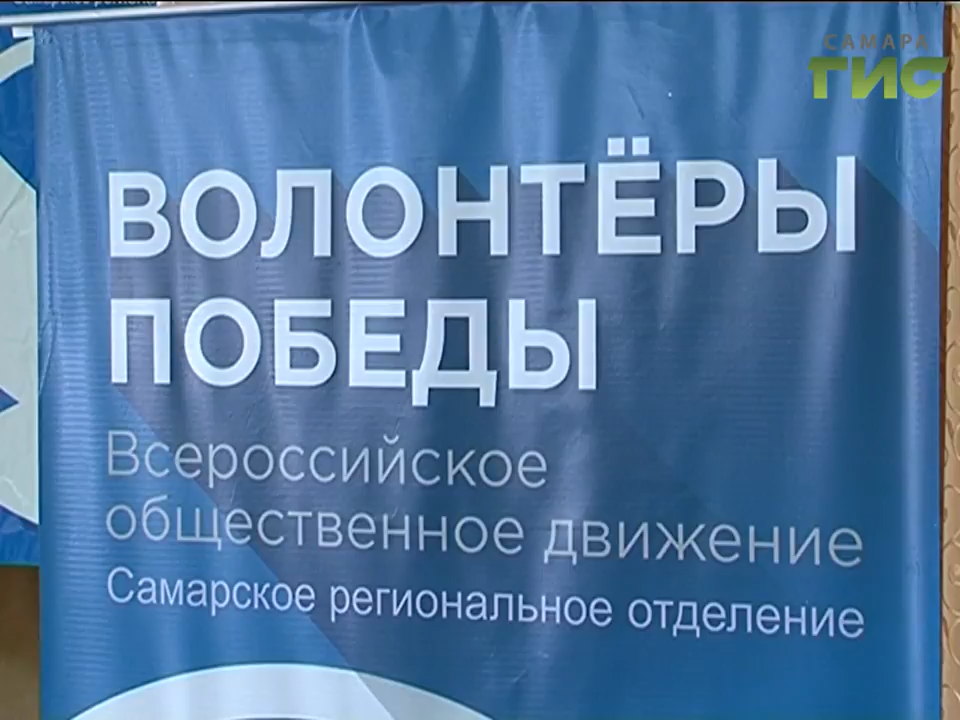 САМАРА
ГИС
ВОЛОНТЁРЫ
ПОБЕДЫ
Всероссийское
общественное движение
Самарское региональное отделение